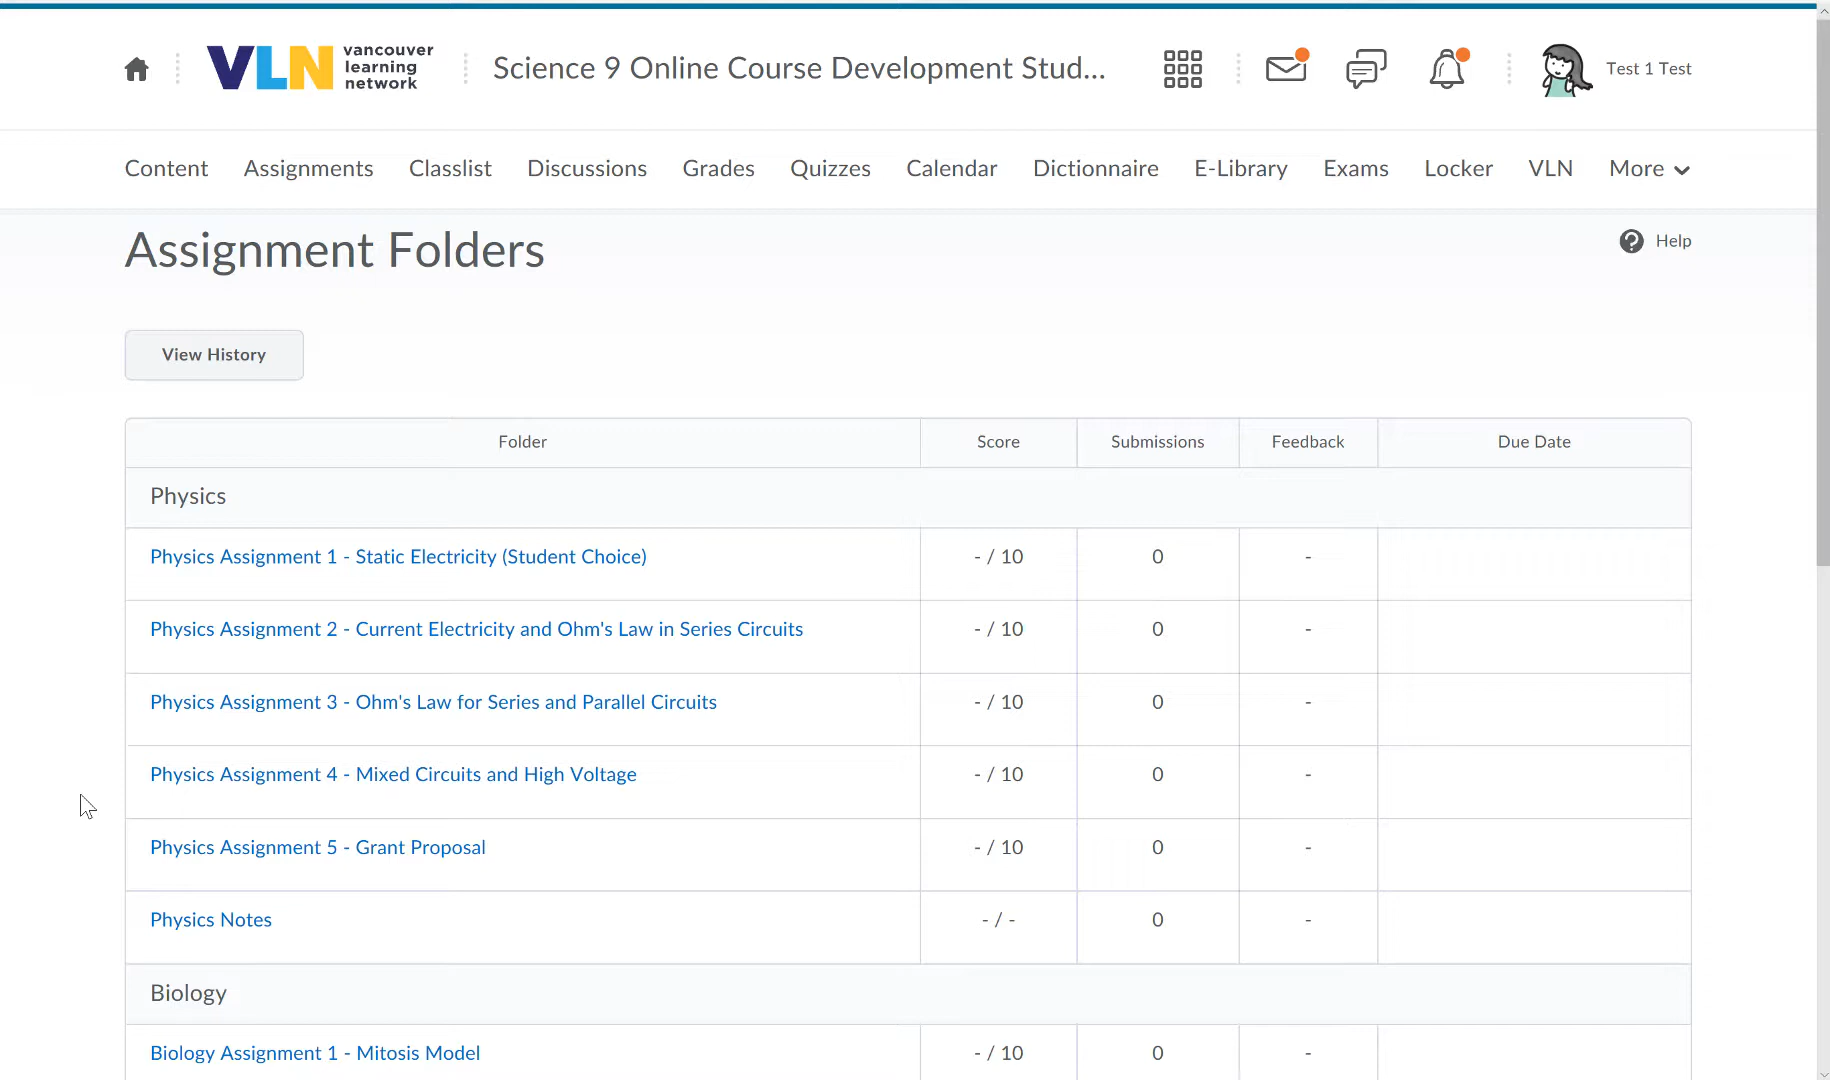 VLN vancouver
learning
network
Science 9 Online Course Development Stud...
Test 1 Test
Content Assignments Classlist Discussions Grades Quizzes Calendar Dictionnaire E-Library Exams Locker VLN More
Assignment Folders
Help
View History
Folder Score Submissions Feedback Due Date
Physics
Physics Assignment 1 - Static Electricity (Student Choice) - / 10 0 -
Physics Assignment 2 - Current Electricity and Ohm's Law in Series Circuits - / 10 0 -
Physics Assignment 3 - Ohm's Law for Series and Parallel Circuits - / 10 0 -
Physics Assignment 4 - Mixed Circuits and High Voltage - / 10 0 -
Physics Assignment 5 - Grant Proposal - / 10 0 -
Physics Notes - / - 0 -
Biology
Biology Assignment 1 - Mitosis Model - / 10 0 -